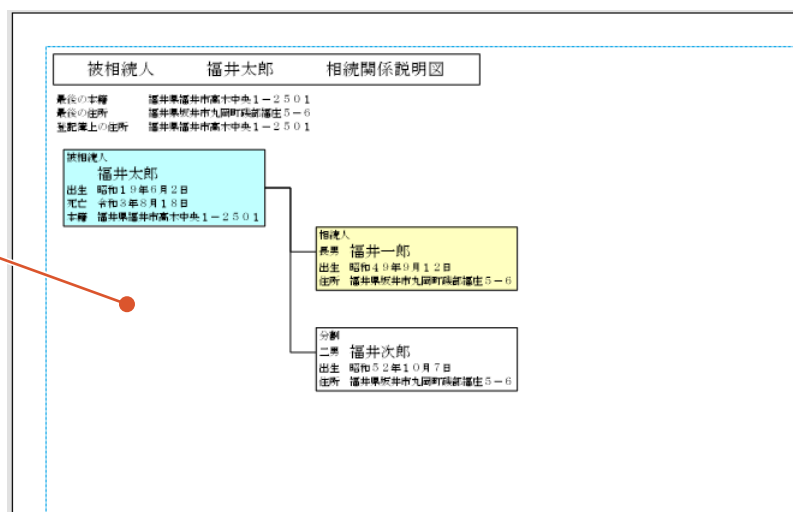 被相続人　福井太郎　相続関係説明図
最後の本籍　福井県福井市高木中央１－２５０１
最後の住所　福井県坂井市丸岡町磯部福庄５－６
登記簿上の住所　福井県福井市高木中央１－２５０１
被相続人
福井太郎
出生　昭和１９年６月２日
死亡　令和３年８月１８日
本籍　福井県福井市高木中央１－２５０１
相続人
長男　福井一郎
出生　昭和４９年９月１２日
住所　福井県坂井市丸岡町磯部福庄５－６
分割
二男　福井次郎
出生　昭和５２年１０月７日
住所　福井県坂井市丸岡町磯部福庄５－６